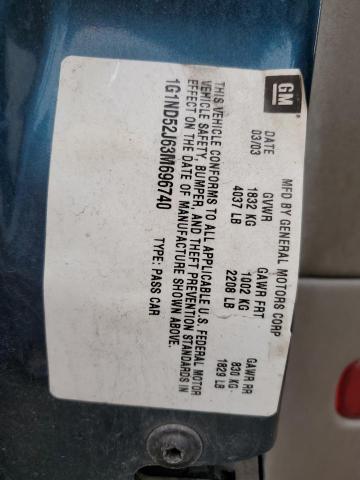 GM
MFD BY GENERAL MOTORS CORP
DATE GVWR GAWR FRT GAWR RR
03/03 1832 KG 1002 KG 830 KG
4037 LB 2208 LB 1829 LB
THIS VEHICLE CONFORMS TO ALL APPLICABLE U.S. FEDERAL MOTOR
VEHICLE SAFETY, BUMPER, AND THEFT PREVENTION STANDARDS IN
EFFECT ON THE DATE OF MANUFACTURE SHOWN ABOVE.
1G1ND52J63M696740 TYPE: PASS CAR